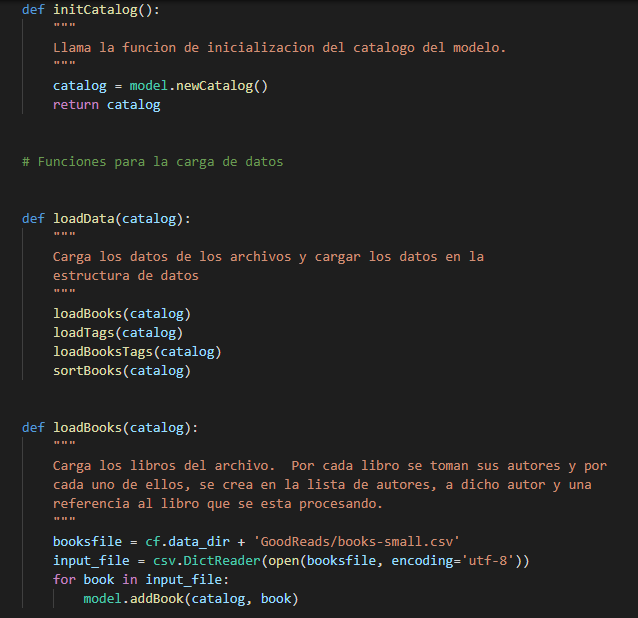 def initCatalog():
    """
    Llama la funcion de inicializacion del catalogo del modelo.
    """
    catalog = model.newCatalog()
    return catalog
# Funciones para la carga de datos
def loadData(catalog):
    """
    Carga los datos de los archivos y cargar los datos en la
    estructura de datos
    """
    loadBooks(catalog)
    loadTags(catalog)
    loadBooksTags(catalog)
    sortBooks(catalog)
def loadBooks(catalog):
    """
    Carga los libros del archivo.  Por cada libro se toman sus autores y por
    cada uno de ellos, se crea en la lista de autores, a dicho autor y una
    referencia al libro que se esta procesando.
    """
    booksfile = cf.data_dir + 'GoodReads/books-small.csv'
    input_file = csv.DictReader(open(booksfile, encoding='utf-8'))
    for book in input_file:
        model.addBook(catalog, book)